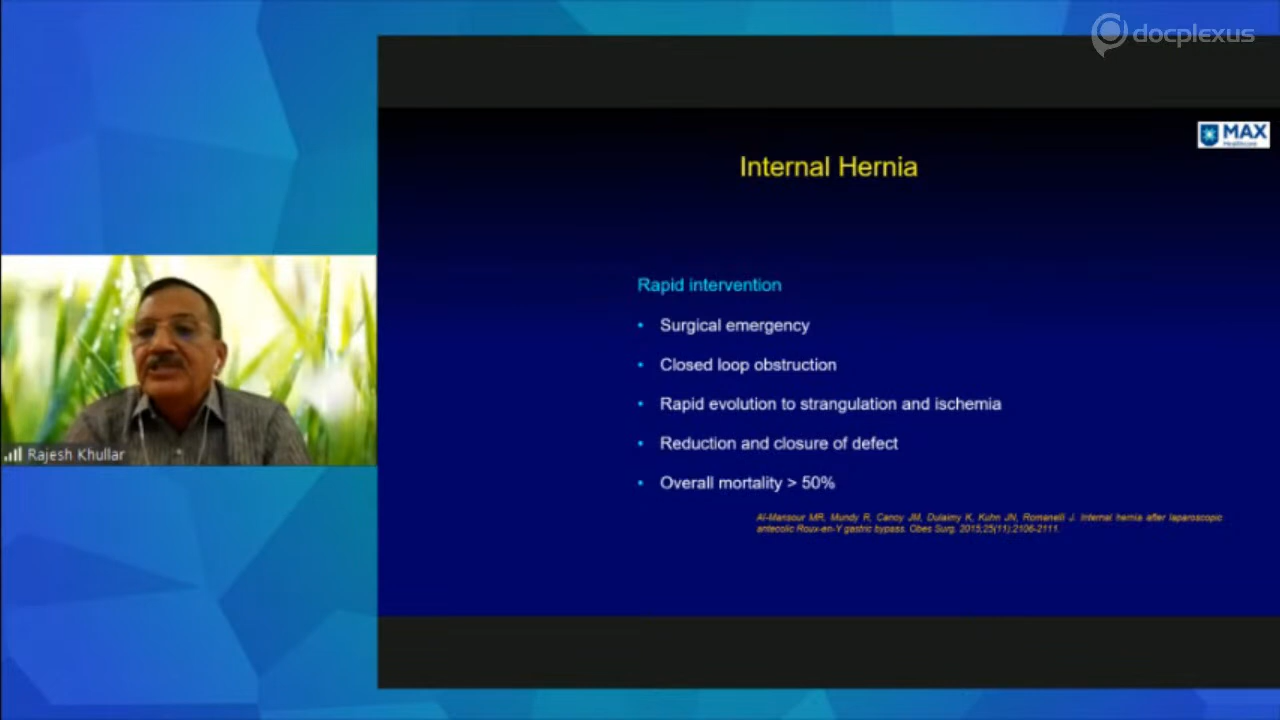 docplexus
MAX
Healthcare
Internal Hernia
Rapid intervention
• Surgical emergency
• Closed loop obstruction
• Rapid evolution to strangulation and ischemia
• Reduction and closure of defect
• Overall mortality > 50%
Al-Mansour MR, Mundy R, Canoy JM, Dulaimy K, Kuhn JN, Romanelli J. Internal hernia after laparoscopic
antecolic Roux-en-Y gastric bypass. Obes Surg. 2015;25(11):2106-2111.
Rajesh Khullar